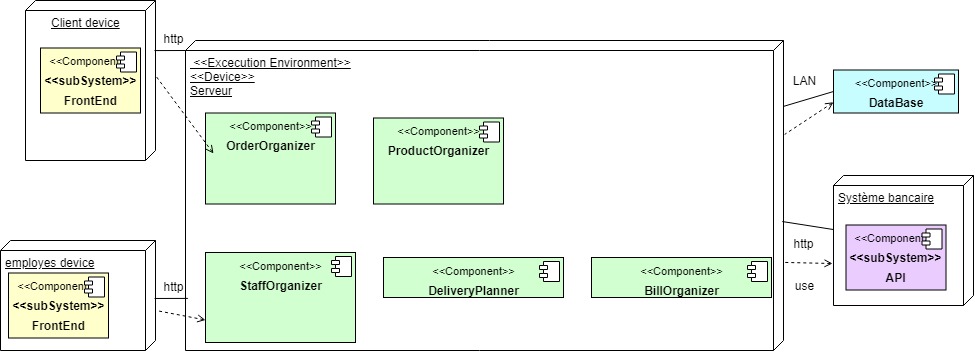 Client device
<<Componen
<<subSystem>>
FrontEnd
http
<<Excecution Environment>>
<<Device>>
Serveur
<<Component>>
OrderOrganizer
<<Component>>
ProductOrganizer
LAN
<<Component>>
DataBase
Système bancaire
<<Componen
<<subSystem>>
API
http
use
employes device
<<Componen
<<subSystem>>
FrontEnd
http
<<Component>>
StaffOrganizer
<<Component>>
DeliveryPlanner
<<Component>>
BillOrganizer